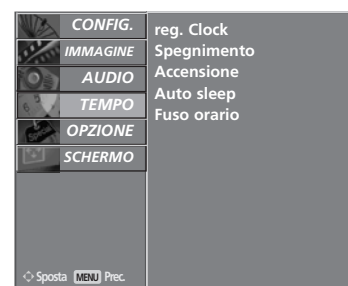 CONFIG.
IMMAGINE
AUDIO
TEMPO
OPZIONE
SCHERMO
reg. Clock
Spegnimento
Accensione
Auto sleep
Fuso orario
Sposta MENU Prec.